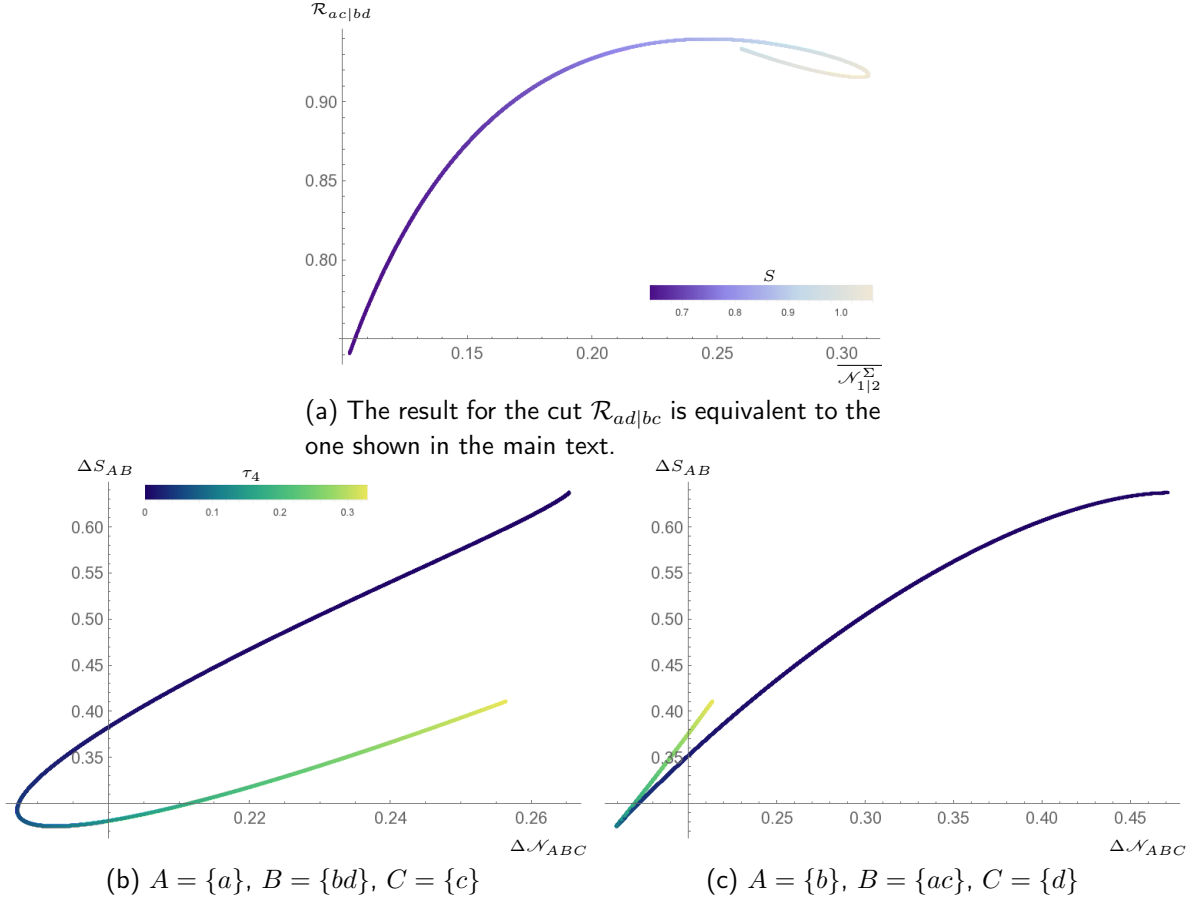 𝓡_{ac|bd}
0.90
0.85
0.80
S
0.7 0.8 0.9 1.0
0.15 0.20 0.25 0.30
\overline{𝒩^Σ_{1|2}}
(a) The result for the cut 𝓡_{ad|bc} is equivalent to the
one shown in the main text.
ΔS_{AB}
τ_4
0 0.1 0.2 0.3
0.60
0.55
0.50
0.45
0.40
0.35
0.22 0.24 0.26
Δ𝒩_{ABC}
(b) A = {a}, B = {bd}, C = {c}
ΔS_{AB}
0.60
0.55
0.50
0.45
0.40
0.35
0.25 0.30 0.35 0.40 0.45
Δ𝒩_{ABC}
(c) A = {b}, B = {ac}, C = {d}